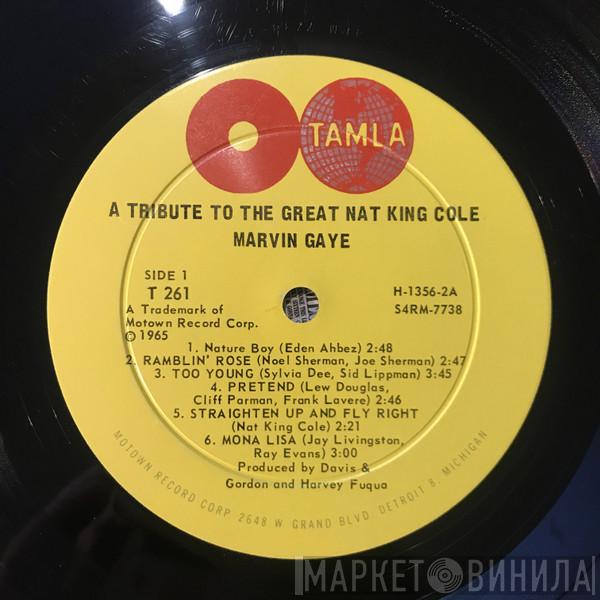 TAMLA
A TRIBUTE TO THE GREAT NAT KING COLE
MARVIN GAYE
SIDE 1
T 261
A Trademark of
Motown Record Corp.
© 1965
H-1356-2A
S4RM-7738
1. Nature Boy (Eden Ahbez) 2:48
2. RAMBLIN' ROSE (Noel Sherman, Joe Sherman) 2:47
3. TOO YOUNG (Sylvia Dee, Sid Lippman) 3:45
4. PRETEND (Lew Douglas,
Cliff Parman, Frank Lavere) 2:46
5. STRAIGHTEN UP AND FLY RIGHT
(Nat King Cole) 2:21
6. MONA LISA (Jay Livingston,
Ray Evans) 3:00
Produced by Davis &
Gordon and Harvey Fuqua
MOTOWN RECORD CORP. 2648 W. GRAND BLVD. DETROIT 8, MICHIGAN
МАРКЕТ ВИНИЛА